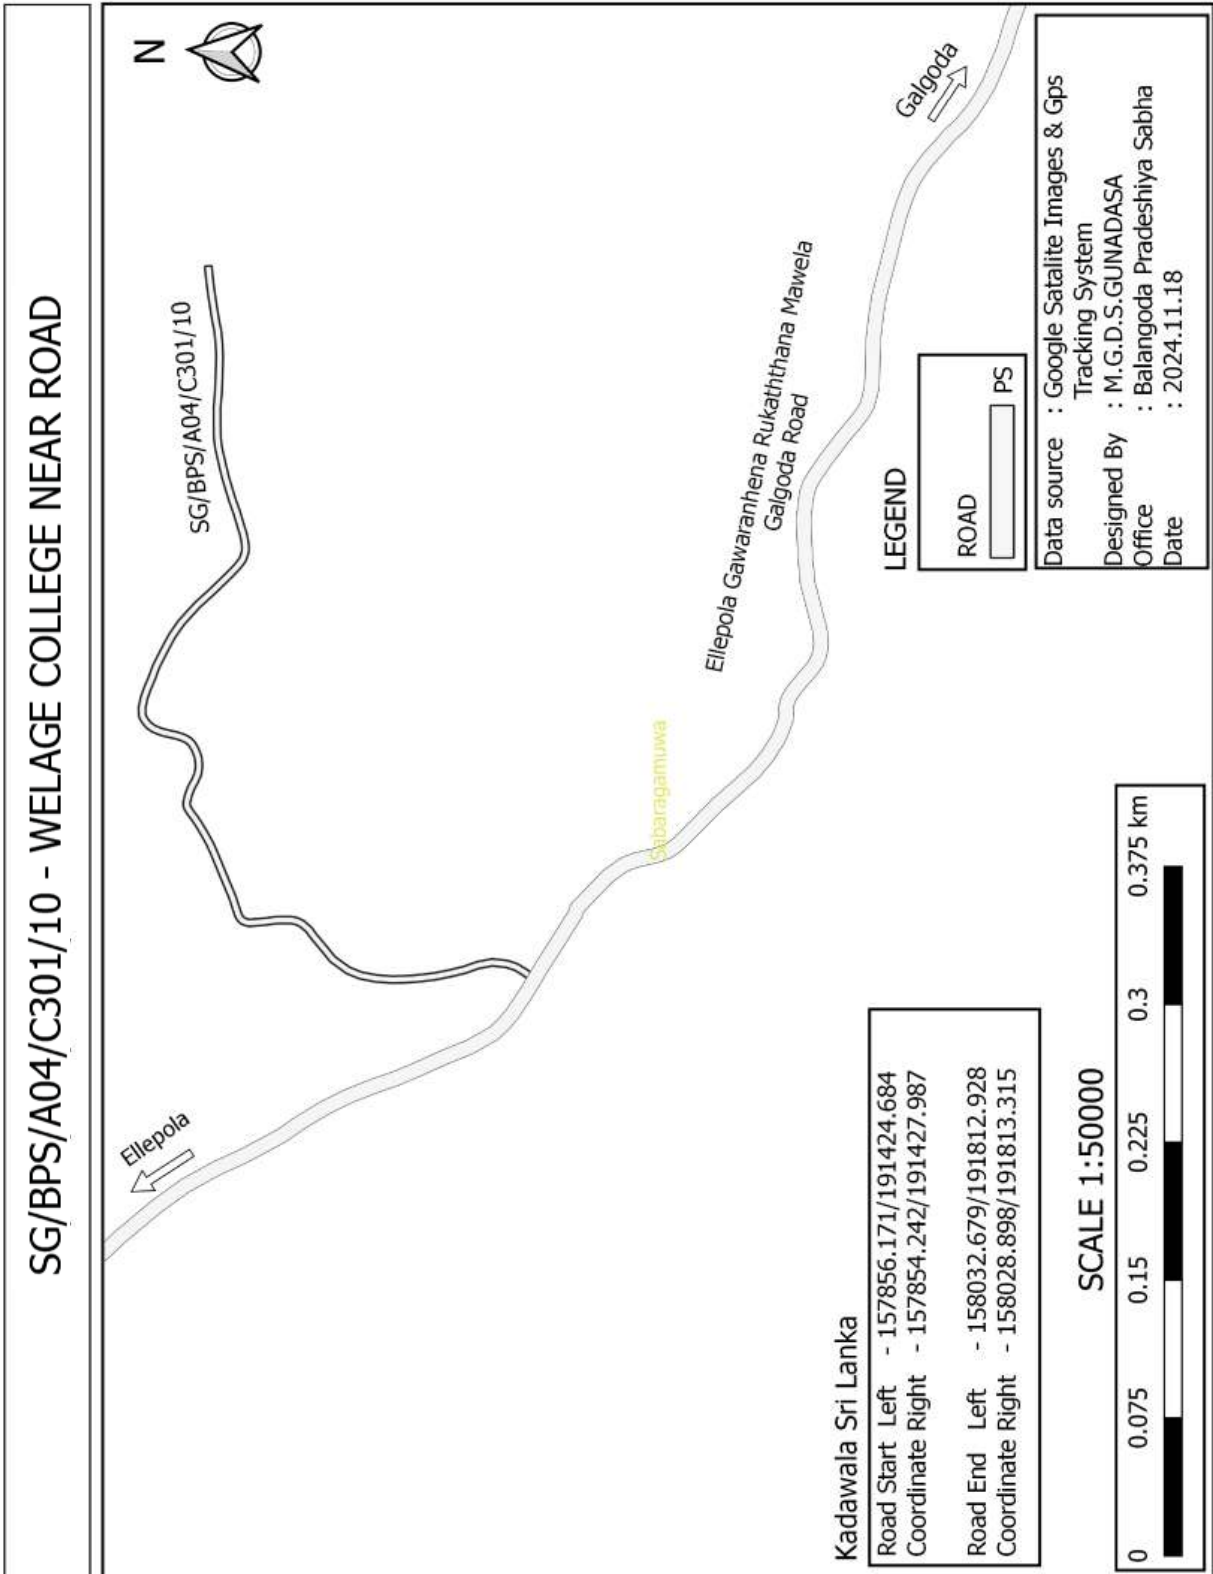 SG/BPS/A04/C301/10 - WELAGE COLLEGE NEAR ROAD
N
Ellepola
SG/BPS/A04/C301/10
Galgoda
Sabaragamuwa
Ellepola Gawaranhena Rukaththana Mawela
Galgoda Road
Kadawala Sri Lanka
Road Start Left - 157856.171/191424.684
Coordinate Right - 157854.242/191427.987
Road End Left - 158032.679/191812.928
Coordinate Right - 158028.898/191813.315
SCALE 1:50000
0 0.075 0.15 0.225 0.3 0.375 km
LEGEND
ROAD
PS
Data source : Google Satalite Images & Gps
Tracking System
Designed By : M.G.D.S.GUNADASA
Office : Balangoda Pradeshiya Sabha
Date : 2024.11.18